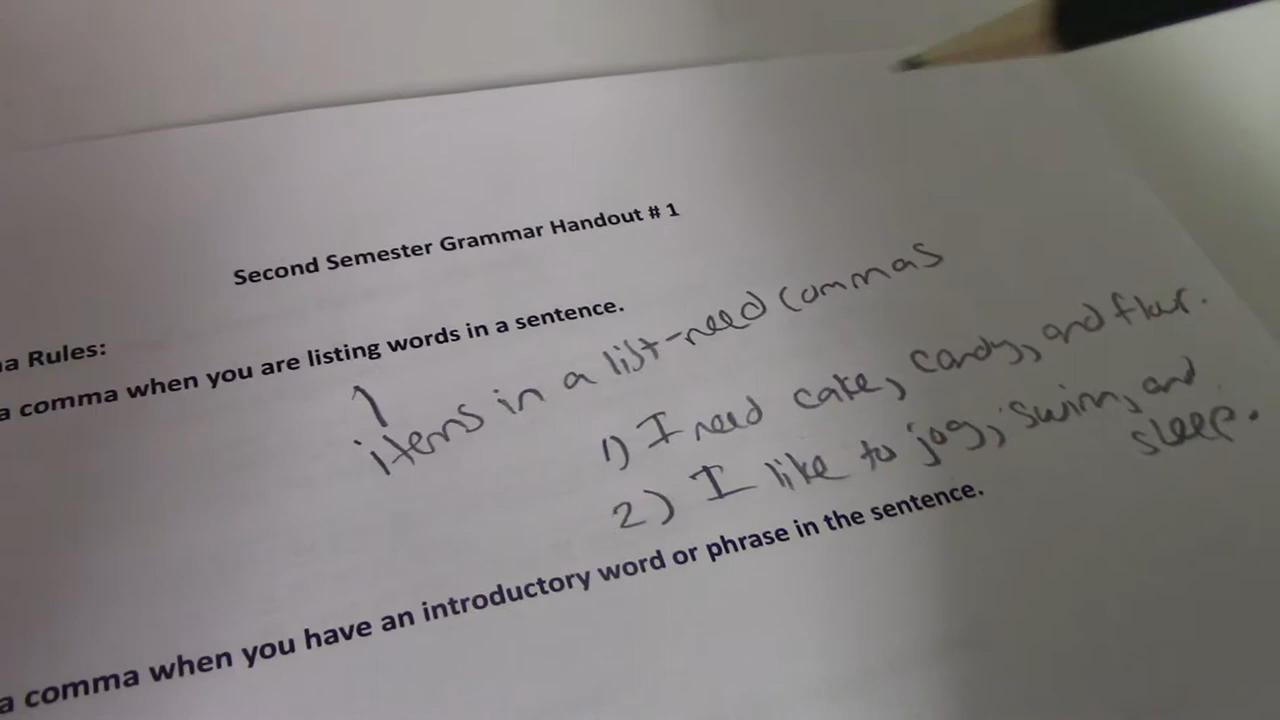 Second Semester Grammar Handout # 1
a Rules:
a comma when you are listing words in a sentence.
items in a list-need commas
1) I need cake, candy, and flur.
2) I like to jog, swim, and
sleep.
a comma when you have an introductory word or phrase in the sentence.